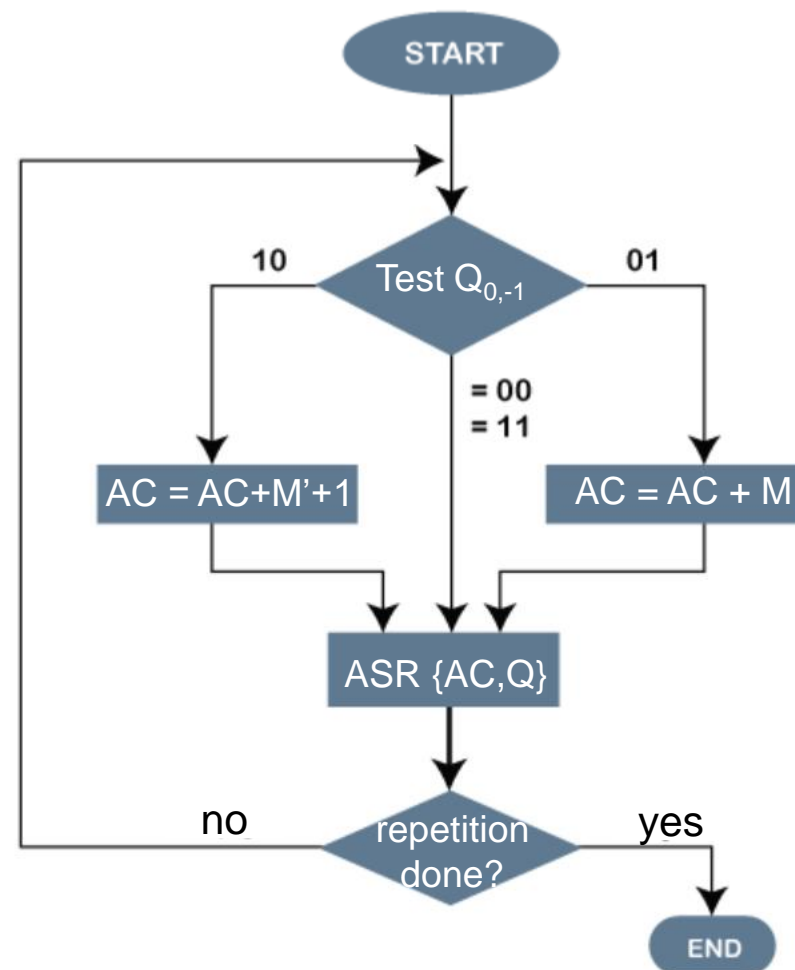 START
10
Test Q0,-1
01
= 00
= 11
AC = AC+M’+1
AC = AC + M
ASR {AC,Q}
no
repetition
done?
yes
END